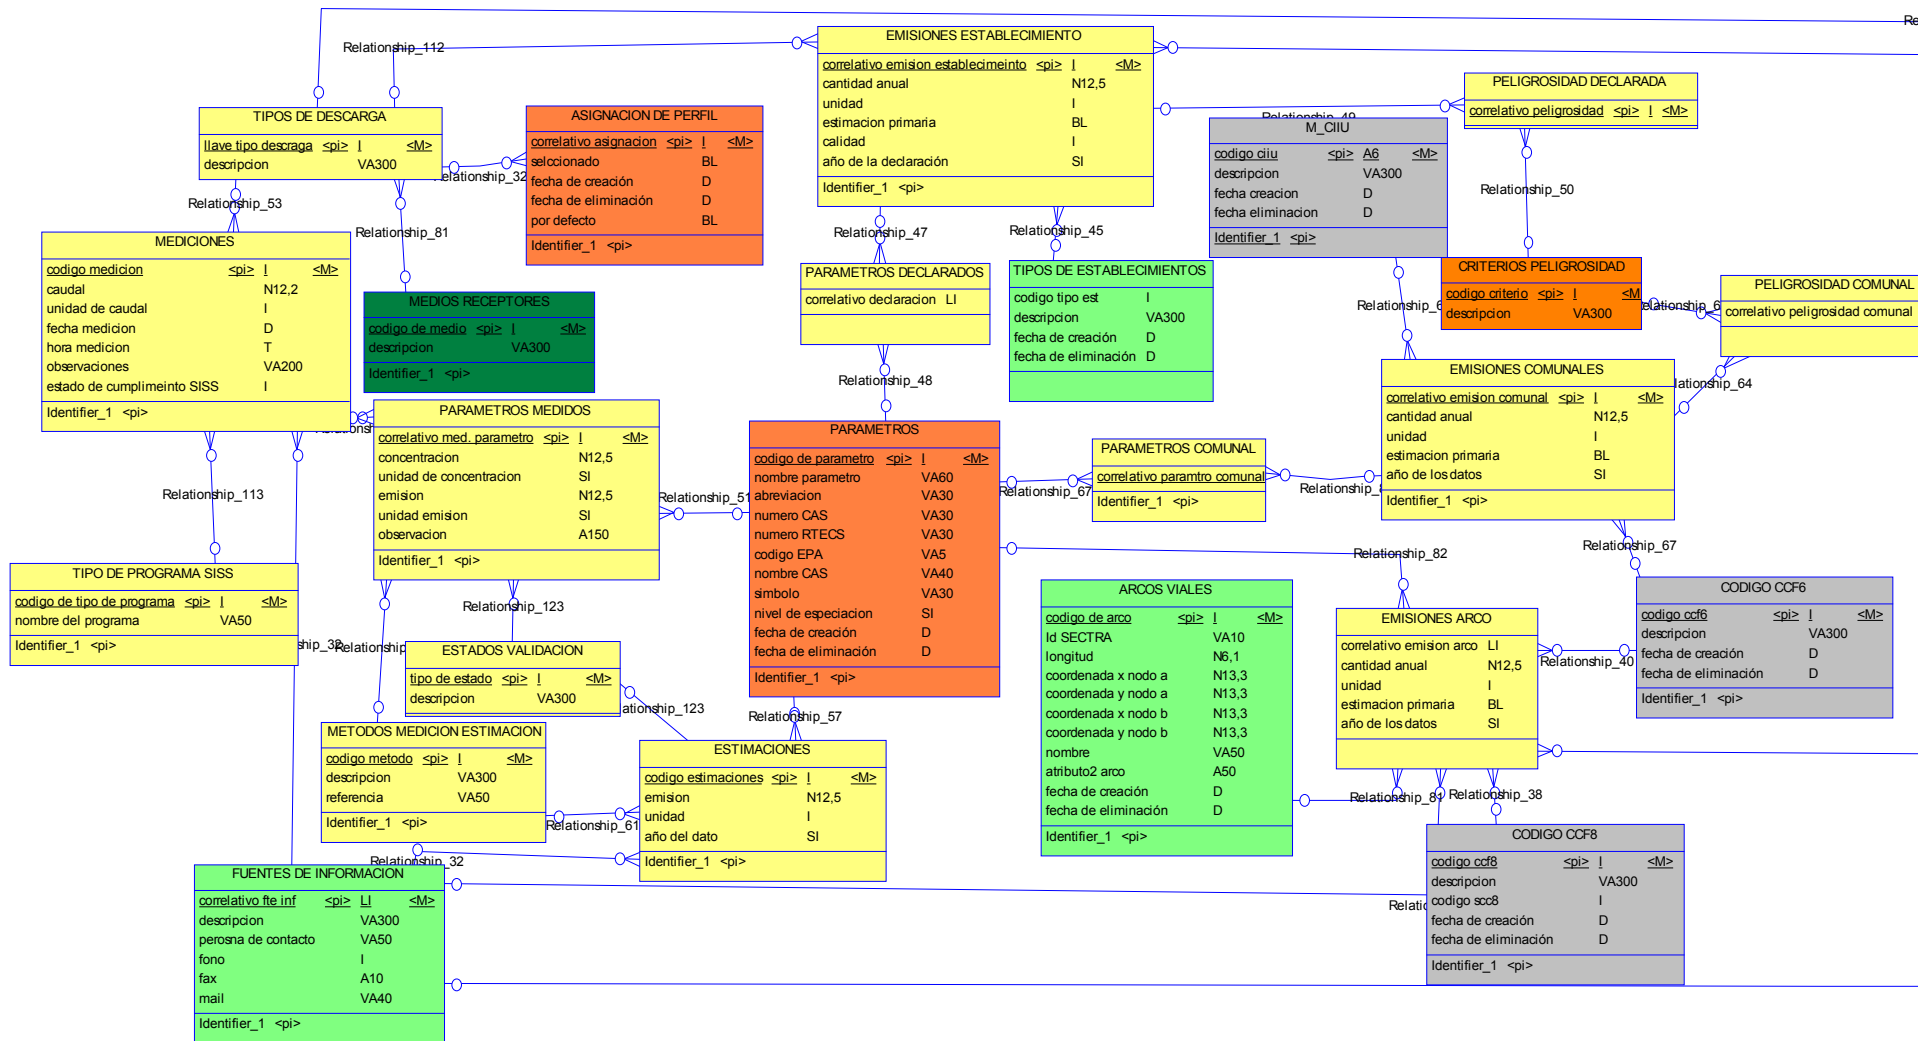 Re
Relationship_112
EMISIONES ESTABLECIMIENTO
correlativo emision establecimeinto <pi> I <M>
cantidad anual N12,5
unidad I
estimacion primaria BL
calidad I
año de la declaración SI
Identifier_1 <pi>
PELIGROSIDAD DECLARADA
correlativo peligrosidad <pi> I <M>
Relationship_49
TIPOS DE DESCARGA
llave tipo descraga <pi> I <M>
descripcion VA300
ASIGNACION DE PERFIL
correlativo asignacion <pi> I <M>
selccionado BL
fecha de creación D
fecha de eliminación D
por defecto BL
Identifier_1 <pi>
Relationship_32
M_CIIU
codigo ciiu <pi> A6 <M>
descripcion VA300
fecha creacion D
fecha eliminacion D
Identifier_1 <pi>
Relationship_50
Relationship_53
Relationship_81
Relationship_47
Relationship_45
MEDICIONES
codigo medicion <pi> I <M>
caudal N12,2
unidad de caudal I
fecha medicion D
hora medicion T
observaciones VA200
estado de cumplimeinto SISS I
Identifier_1 <pi>
MEDIOS RECEPTORES
codigo de medio <pi> I <M>
descripcion VA300
Identifier_1 <pi>
PARAMETROS DECLARADOS
correlativo declaracion LI
TIPOS DE ESTABLECIMIENTOS
codigo tipo est I
descripcion VA300
fecha de creación D
fecha de eliminación D
CRITERIOS PELIGROSIDAD
codigo criterio <pi> I <M
descripcion VA300
Relationship_6
elationship_6
PELIGROSIDAD COMUNAL
correlativo peligrosidad comunal
Relationship_48
EMISIONES COMUNALES
correlativo emision comunal <pi> I <M>
cantidad anual N12,5
unidad I
estimacion primaria BL
año de los datos SI
Identifier_1 <pi>
lationship_64
Relations
PARAMETROS MEDIDOS
correlativo med. parametro <pi> I <M>
concentracion N12,5
unidad de concentracion SI
emision N12,5
unidad emision SI
observacion A150
Identifier_1 <pi>
Relationship_51
PARAMETROS
codigo de parametro <pi> I <M>
nombre parametro VA60
abreviacion VA30
numero CAS VA30
numero RTECS VA30
codigo EPA VA5
nombre CAS VA40
simbolo VA30
nivel de especiacion SI
fecha de creación D
fecha de eliminación D
Identifier_1 <pi>
Relationship_67
PARAMETROS COMUNAL
correlativo paramtro comunal
Identifier_1 <pi>
Relationship_
Relationship_113
Relationship_82
Relationship_67
TIPO DE PROGRAMA SISS
codigo de tipo de programa <pi> I <M>
nombre del programa VA50
Identifier_1 <pi>
ship_32
Relationship
Relationship_123
ESTADOS VALIDACION
tipo de estado <pi> I <M>
descripcion VA300
ationship_123
Relationship_57
ARCOS VIALES
codigo de arco <pi> I <M>
Id SECTRA VA10
longitud N6,1
coordenada x nodo a N13,3
coordenada y nodo a N13,3
coordenada x nodo b N13,3
coordenada y nodo b N13,3
nombre VA50
atributo2 arco A50
fecha de creación D
fecha de eliminación D
Identifier_1 <pi>
EMISIONES ARCO
correlativo emision arco LI
cantidad anual N12,5
unidad I
estimacion primaria BL
año de los datos SI
Relationship_40
CODIGO CCF6
codigo ccf6 <pi> I <M>
descripcion VA300
fecha de creación D
fecha de eliminación D
Identifier_1 <pi>
METODOS MEDICION ESTIMACION
codigo metodo <pi> I <M>
descripcion VA300
referencia VA50
Identifier_1 <pi>
Relationship_61
ESTIMACIONES
codigo estimaciones <pi> I <M>
emision N12,5
unidad I
año del dato SI
Identifier_1 <pi>
Relationship_81
Relationship_38
Relationship_32
FUENTES DE INFORMACION
correlativo fte inf <pi> LI <M>
descripcion VA300
perosna de contacto VA50
fono I
fax A10
mail VA40
Identifier_1 <pi>
Relatio
CODIGO CCF8
codigo ccf8 <pi> I <M>
descripcion VA300
codigo scc8 I
fecha de creación D
fecha de eliminación D
Identifier_1 <pi>